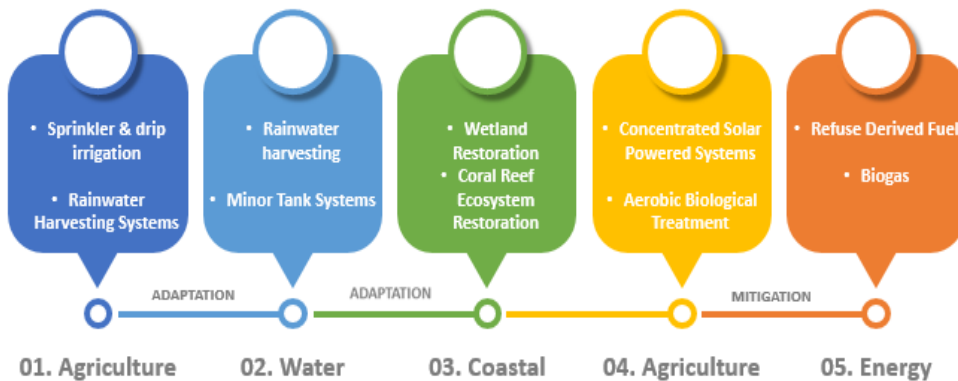 • Sprinkler & drip
irrigation
• Rainwater
Harvesting Systems
• Rainwater
harvesting
• Minor Tank Systems
• Wetland
Restoration
• Coral Reef
Ecosystem
Restoration
• Concentrated Solar
Powered Systems
• Aerobic Biological
Treatment
• Refuse Derived Fuel
• Biogas
ADAPTATION
ADAPTATION
MITIGATION
01. Agriculture
02. Water
03. Coastal
04. Agriculture
05. Energy